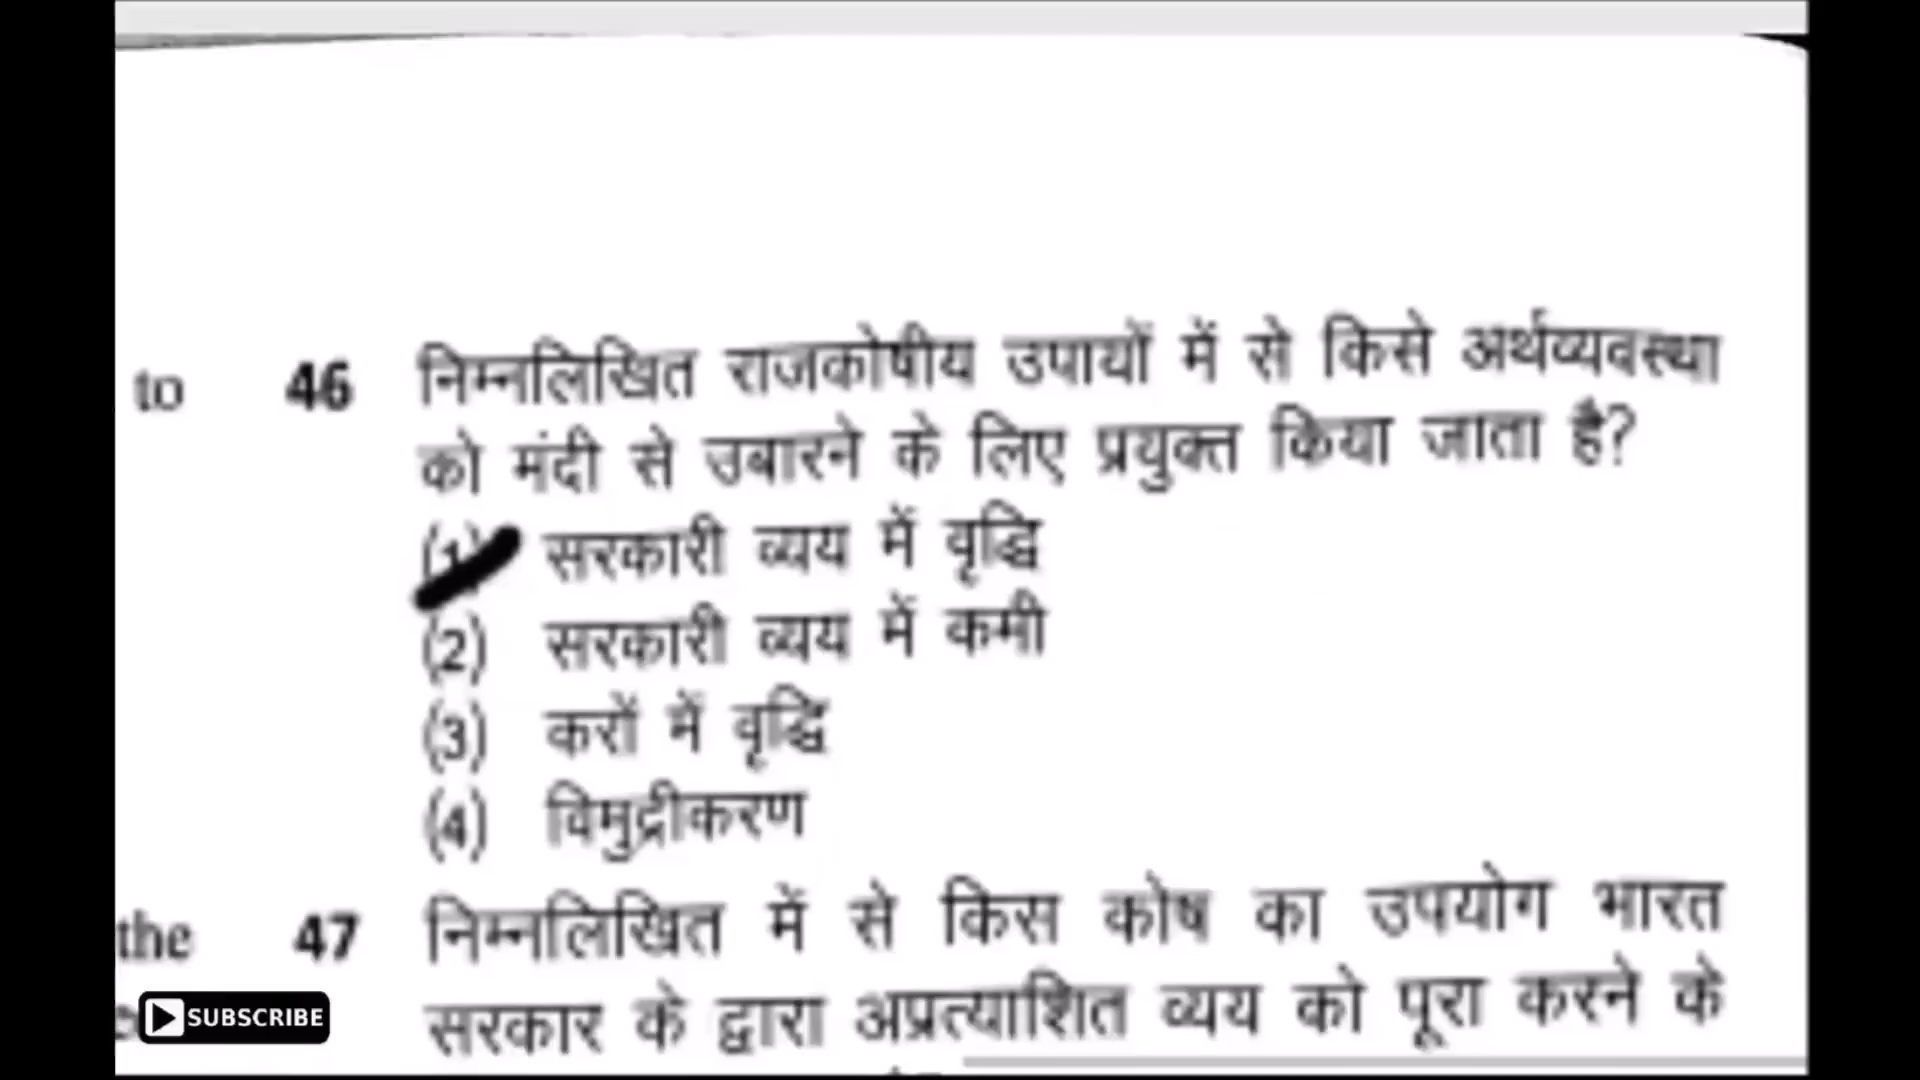 to 46 निम्नलिखित राजकोषीय उपायों में से किसे अर्थव्यवस्था
को मंदी से उबारने के लिए प्रयुक्त किया जाता है?
(1) सरकारी व्यय में वृद्धि
(2) सरकारी व्यय में कमी
(3) करों में वृद्धि
(4) विमुद्रीकरण
the 47 निम्नलिखित में से किस कोष का उपयोग भारत
सरकार के द्वारा अप्रत्याशित व्यय को पूरा करने के
SUBSCRIBE